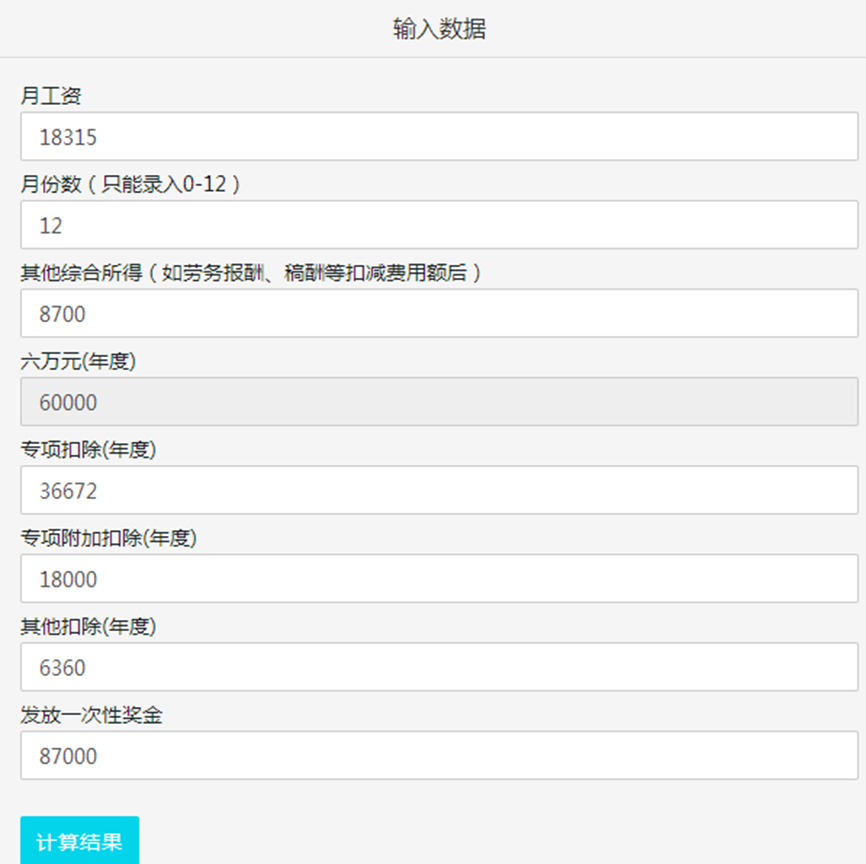 输入数据
月工资
18315
月份数（只能录入0-12）
12
其他综合所得（如劳务报酬、稿酬等扣减费用额后）
8700
六万元(年度)
60000
专项扣除(年度)
36672
专项附加扣除(年度)
18000
其他扣除(年度)
6360
发放一次性奖金
87000
计算结果